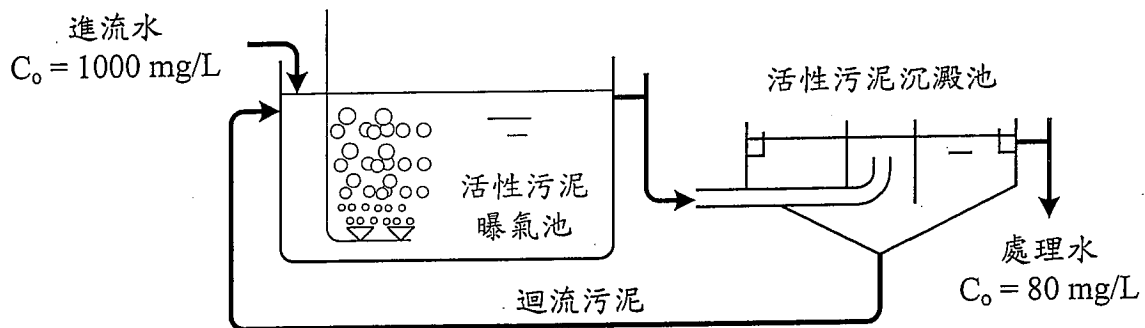 進流水
C₀ = 1000 mg/L
活性污泥沉澱池
活性污泥
曝氣池
處理水
C₀ = 80 mg/L
迴流污泥